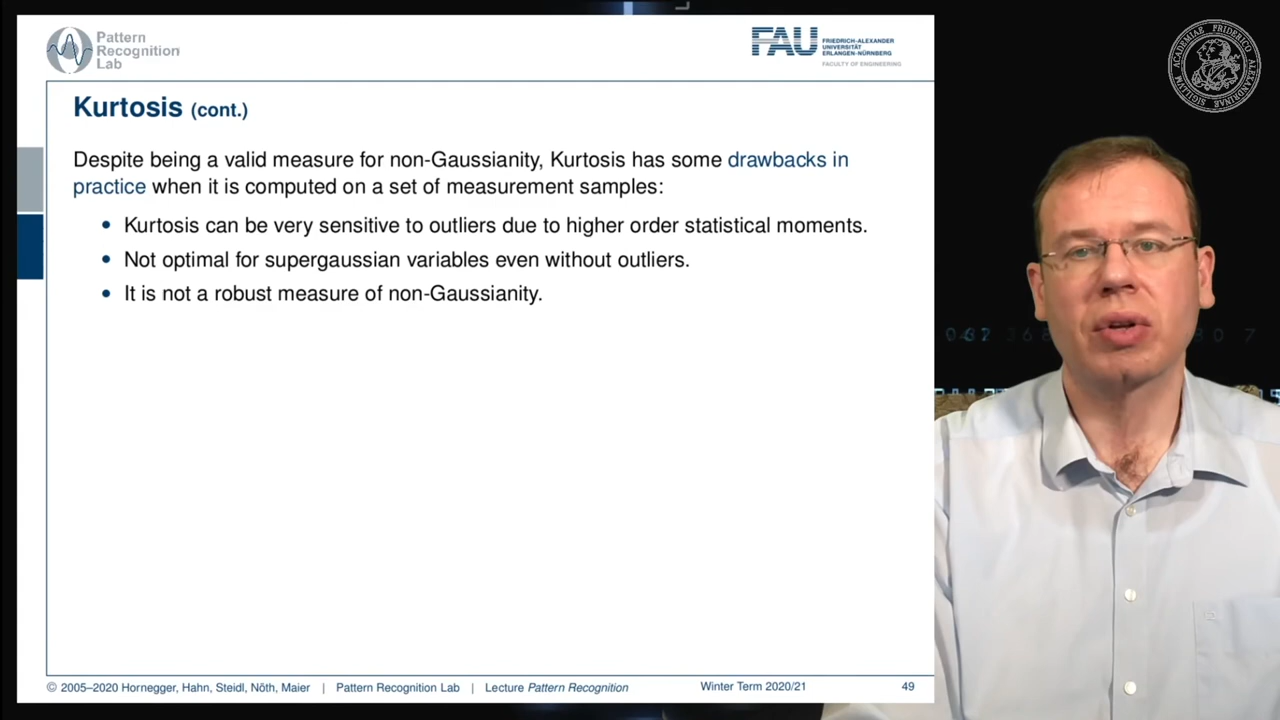 Pattern
Recognition
Lab
FAU
FRIEDRICH-ALEXANDER
UNIVERSITÄT
ERLANGEN-NÜRNBERG
FACULTY OF ENGINEERING
Kurtosis (cont.)
Despite being a valid measure for non-Gaussianity, Kurtosis has some drawbacks in
practice when it is computed on a set of measurement samples:
• Kurtosis can be very sensitive to outliers due to higher order statistical moments.
• Not optimal for supergaussian variables even without outliers.
• It is not a robust measure of non-Gaussianity.
© 2005–2020 Hornegger, Hahn, Steidl, Nöth, Maier | Pattern Recognition Lab | Lecture Pattern Recognition Winter Term 2020/21 49